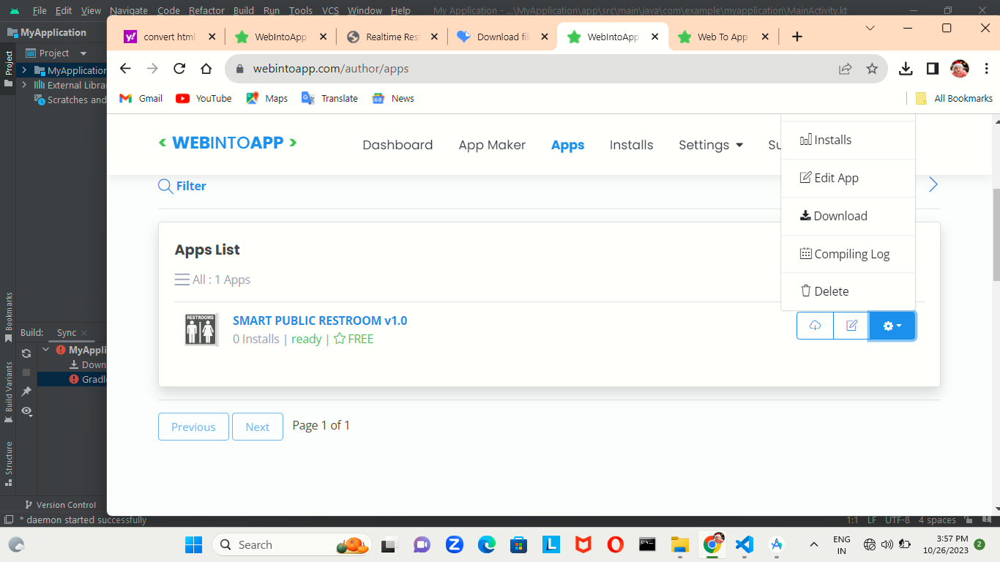 File Edit View Navigate Code Refactor Build Run Tools VCS Window Help My Application - ...\MyApplication\app\src\main\java\com\example\myapplication\MainActivity.kt
MyApplication
convert html
WebIntoApp
Realtime Res
Download fil
WebIntoApp
Web To App
Project
Project
MyApplication
External Libra
Scratches and
webintoapp.com/author/apps
Gmail YouTube Maps Translate News All Bookmarks
< WEBINTOAPP >
Dashboard App Maker Apps Installs Settings Su
Installs
Edit App
Download
Compiling Log
Delete
Filter
Apps List
All : 1 Apps
RESTROOMS
SMART PUBLIC RESTROOM v1.0
0 Installs | ready | FREE
Previous Next Page 1 of 1
Bookmarks
Build Variants
Structure
Build: Sync
MyAppli
Down
Gradl
Version Control
* daemon started successfully
1:1 LF UTF-8 4 spaces
Search
ENG
IN
3:57 PM
10/26/2023
2